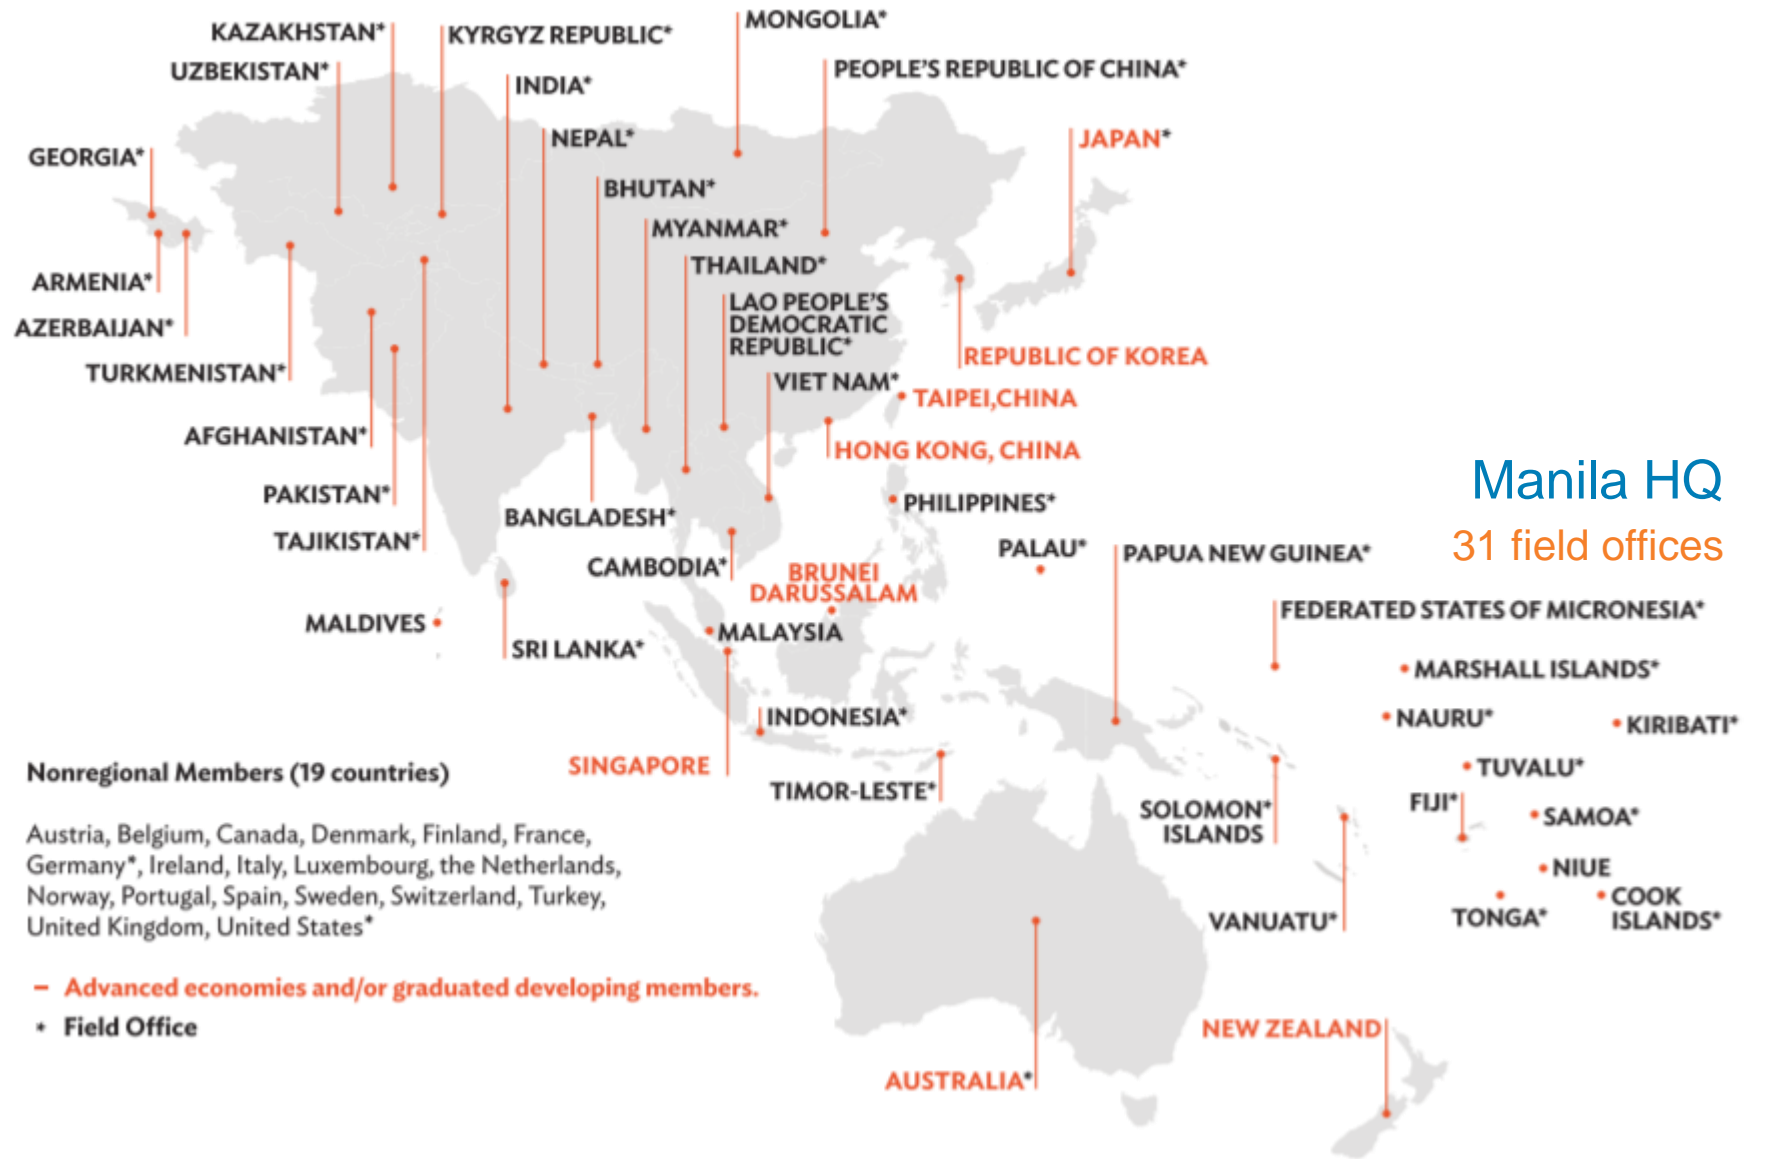 MONGOLIA*
KAZAKHSTAN*
KYRGYZ REPUBLIC*
UZBEKISTAN*
PEOPLE'S REPUBLIC OF CHINA*
INDIA*
NEPAL*
JAPAN*
GEORGIA*
BHUTAN*
MYANMAR*
THAILAND*
ARMENIA*
LAO PEOPLE'S
DEMOCRATIC
REPUBLIC*
AZERBAIJAN*
REPUBLIC OF KOREA
TURKMENISTAN*
VIET NAM*
TAIPEI,CHINA
AFGHANISTAN*
HONG KONG, CHINA
Manila HQ
31 field offices
PAKISTAN*
PHILIPPINES*
BANGLADESH*
TAJIKISTAN*
PALAU*
PAPUA NEW GUINEA*
CAMBODIA*
BRUNEI
DARUSSALAM
FEDERATED STATES OF MICRONESIA*
MALDIVES
MALAYSIA
SRI LANKA*
MARSHALL ISLANDS*
INDONESIA*
NAURU*
KIRIBATI*
SINGAPORE
TUVALU*
TIMOR-LESTE*
FIJI*
SOLOMON*
ISLANDS
SAMOA*
NIUE
VANUATU*
TONGA*
COOK
ISLANDS*
Nonregional Members (19 countries)
Austria, Belgium, Canada, Denmark, Finland, France,
Germany*, Ireland, Italy, Luxembourg, the Netherlands,
Norway, Portugal, Spain, Sweden, Switzerland, Turkey,
United Kingdom, United States*
– Advanced economies and/or graduated developing members.
* Field Office
NEW ZEALAND
AUSTRALIA*